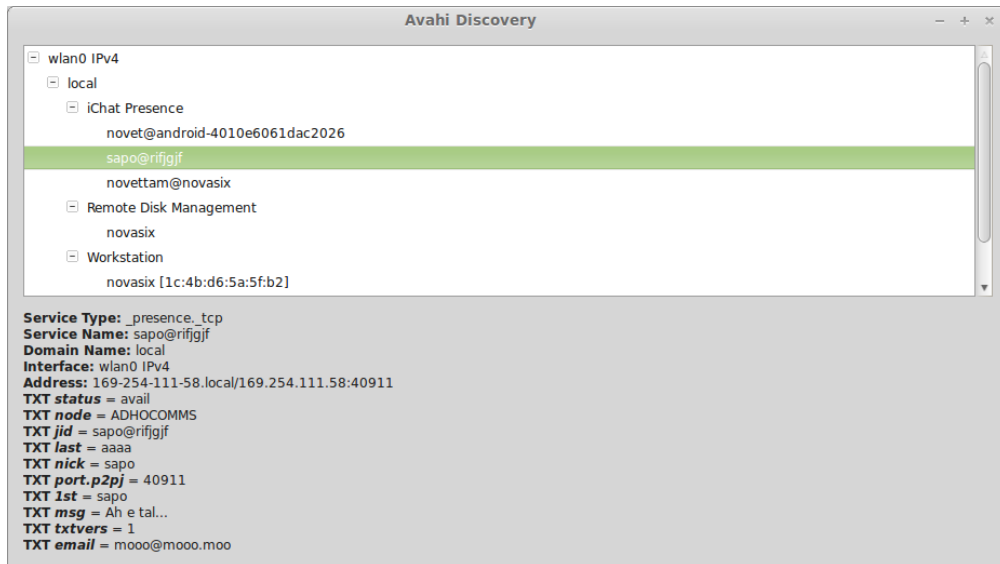 Avahi Discovery
wlan0 IPv4
local
iChat Presence
novet@android-4010e6061dac2026
sapo@rifjgjf
novettam@novasix
Remote Disk Management
novasix
Workstation
novasix [1c:4b:d6:5a:5f:b2]
Service Type: _presence._tcp
Service Name: sapo@rifjgjf
Domain Name: local
Interface: wlan0 IPv4
Address: 169-254-111-58.local/169.254.111.58:40911
TXT status = avail
TXT node = ADHOCOMMS
TXT jid = sapo@rifjgjf
TXT last = aaaa
TXT nick = sapo
TXT port.p2pj = 40911
TXT 1st = sapo
TXT msg = Ah e tal...
TXT txtvers = 1
TXT email = mooo@mooo.moo